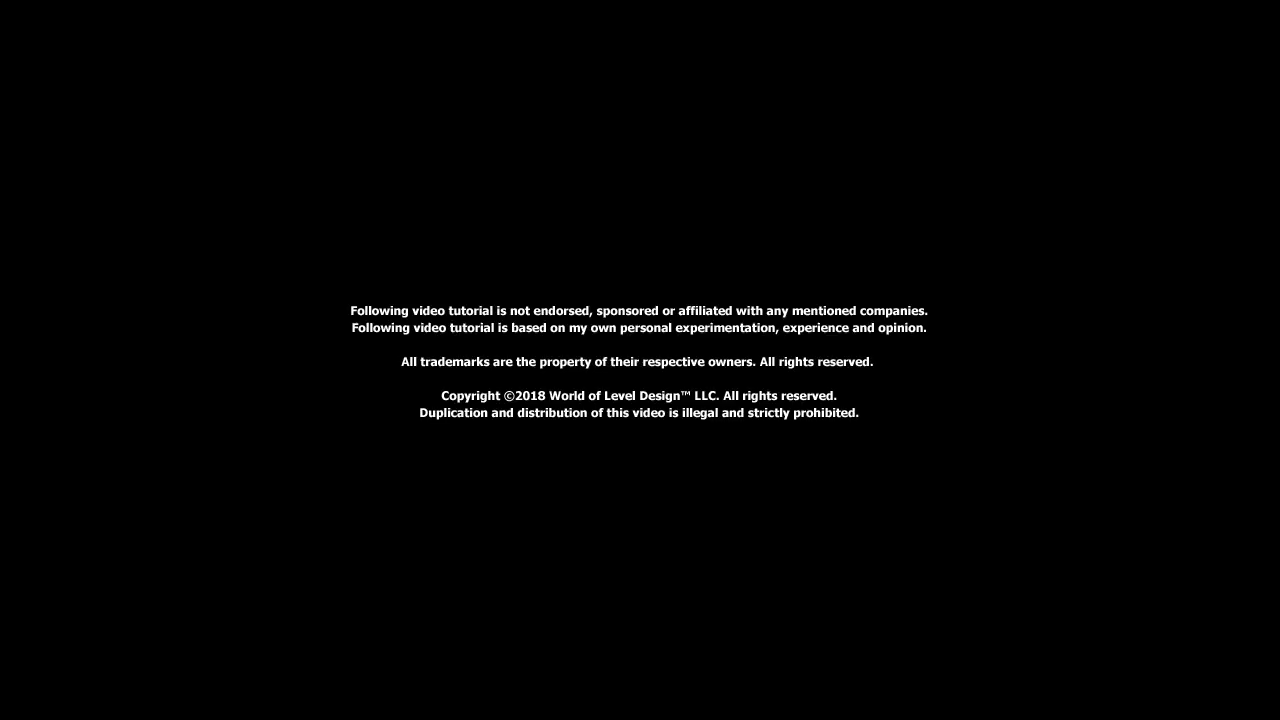 Following video tutorial is not endorsed, sponsored or affiliated with any mentioned companies.
Following video tutorial is based on my own personal experimentation, experience and opinion.
All trademarks are the property of their respective owners. All rights reserved.
Copyright ©2018 World of Level Design™ LLC. All rights reserved.
Duplication and distribution of this video is illegal and strictly prohibited.